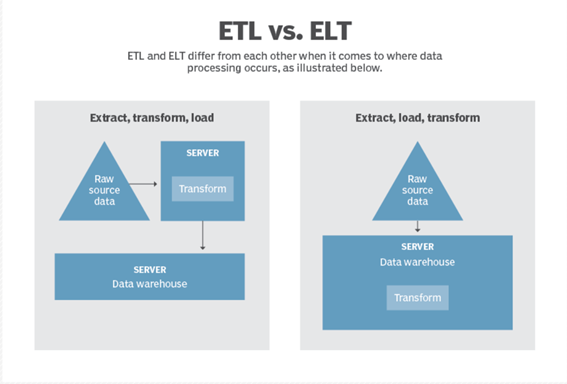 ETL vs. ELT
ETL and ELT differ from each other when it comes to where data
processing occurs, as illustrated below.
Extract, transform, load
Raw
source
data
SERVER
Transform
SERVER
Data warehouse
Extract, load, transform
Raw
source
data
SERVER
Data warehouse
Transform